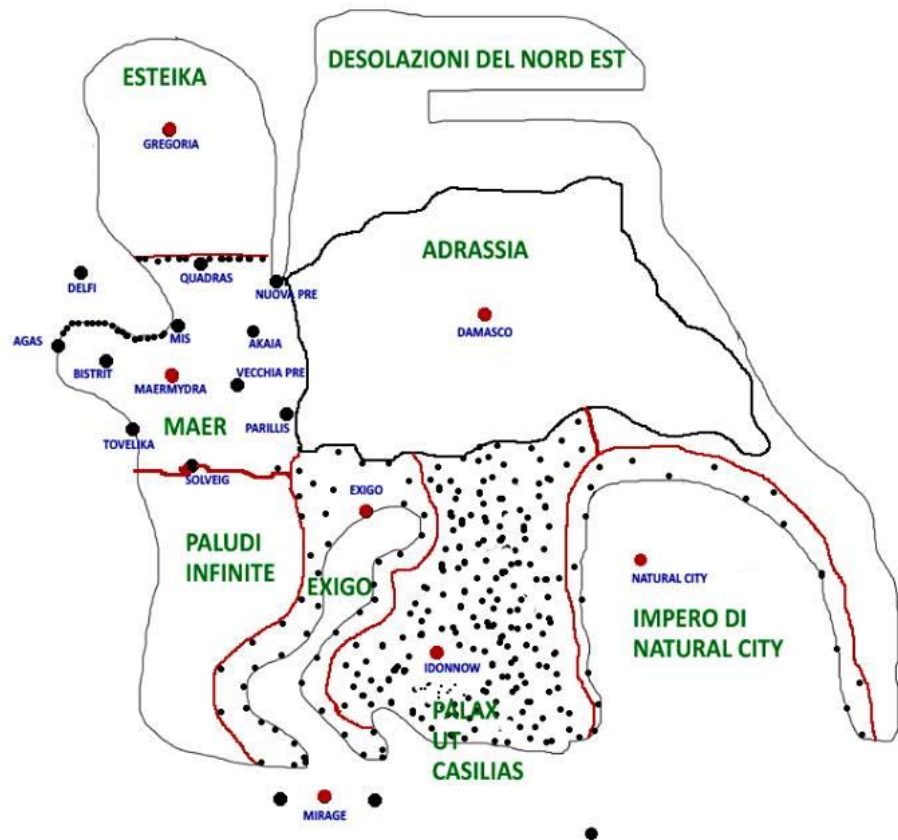 DESOLAZIONI DEL NORD EST
ESTEIKA
GREGORIA
ADRASSIA
QUADRAS
DELFI
NUOVA PRE
DAMASCO
AGAS
MIS
AKAIA
BISTRIT
VECCHIA PRE
MAERMYDRA
MAER
PARILLIS
TOVELIKA
SOLVEIG
EXIGO
PALUDI
INFINITE
EXIGO
NATURAL CITY
IMPERO DI
NATURAL CITY
IDONNOW
PALAX
UT
CASILIAS
MIRAGE